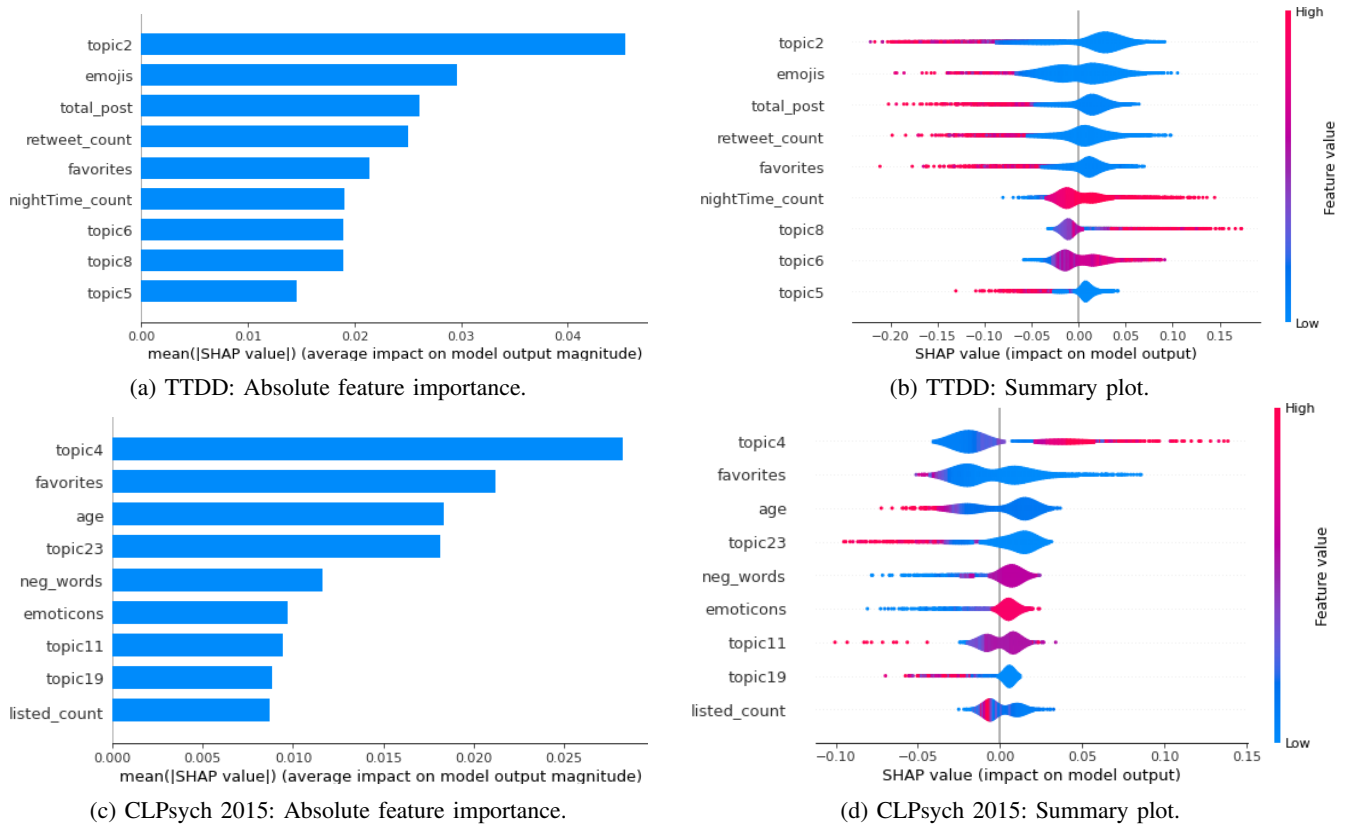 topic2
emojis
total_post
retweet_count
favorites
nightTime_count
topic6
topic8
topic5
0.00 0.01 0.02 0.03 0.04
mean(|SHAP value|) (average impact on model output magnitude)
(a) TTDD: Absolute feature importance.
High
topic2
emojis
total_post
retweet_count
favorites
nightTime_count
topic8
topic6
topic5
Low
Feature value
−0.20 −0.15 −0.10 −0.05 0.00 0.05 0.10 0.15
SHAP value (impact on model output)
(b) TTDD: Summary plot.
topic4
favorites
age
topic23
neg_words
emoticons
topic11
topic19
listed_count
0.000 0.005 0.010 0.015 0.020 0.025
mean(|SHAP value|) (average impact on model output magnitude)
(c) CLPsych 2015: Absolute feature importance.
High
topic4
favorites
age
topic23
neg_words
emoticons
topic11
topic19
listed_count
Low
Feature value
−0.10 −0.05 0.00 0.05 0.10 0.15
SHAP value (impact on model output)
(d) CLPsych 2015: Summary plot.